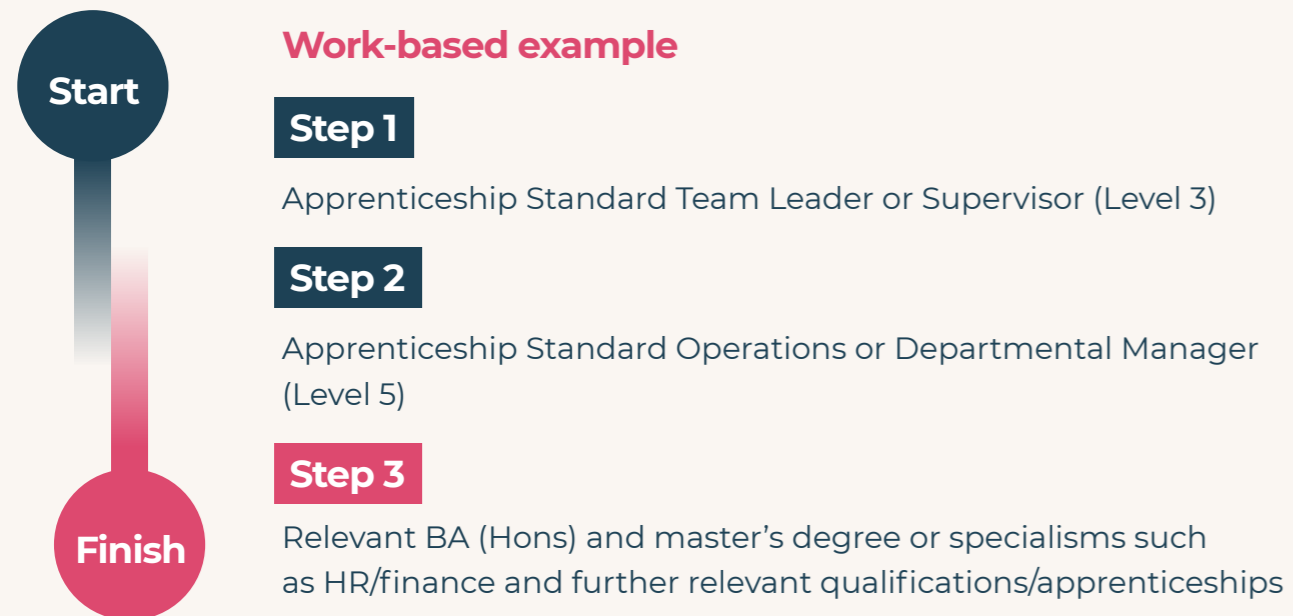 Start
Work-based example
Step 1
Apprenticeship Standard Team Leader or Supervisor (Level 3)
Step 2
Apprenticeship Standard Operations or Departmental Manager
(Level 5)
Step 3
Finish
Relevant BA (Hons) and master’s degree or specialisms such
as HR/finance and further relevant qualifications/apprenticeships